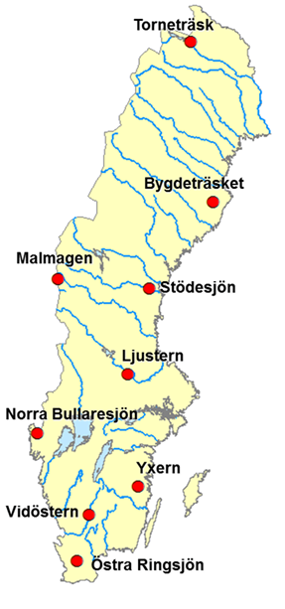 Torneträsk
Bygdeträsket
Malmagen
Stödesjön
Ljustern
Norra Bullaresjön
Yxern
Vidöstern
Östra Ringsjön